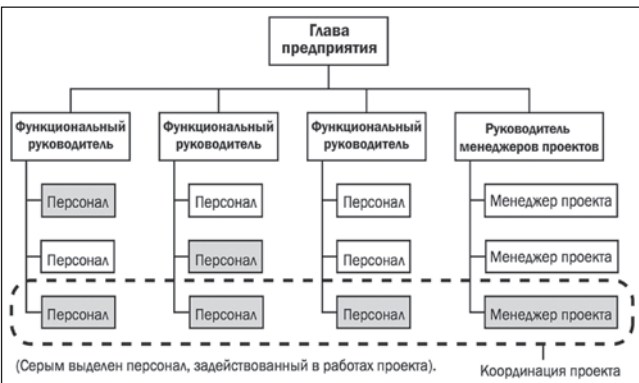 Глава
предприятия
Функциональный
руководитель
Функциональный
руководитель
Функциональный
руководитель
Руководитель
менеджеров проектов
Персонал
Персонал
Персонал
Менеджер проекта
Персонал
Персонал
Персонал
Менеджер проекта
Персонал
Персонал
Персонал
Менеджер проекта
(Серым выделен персонал, задействованный в работах проекта).
Координация проекта